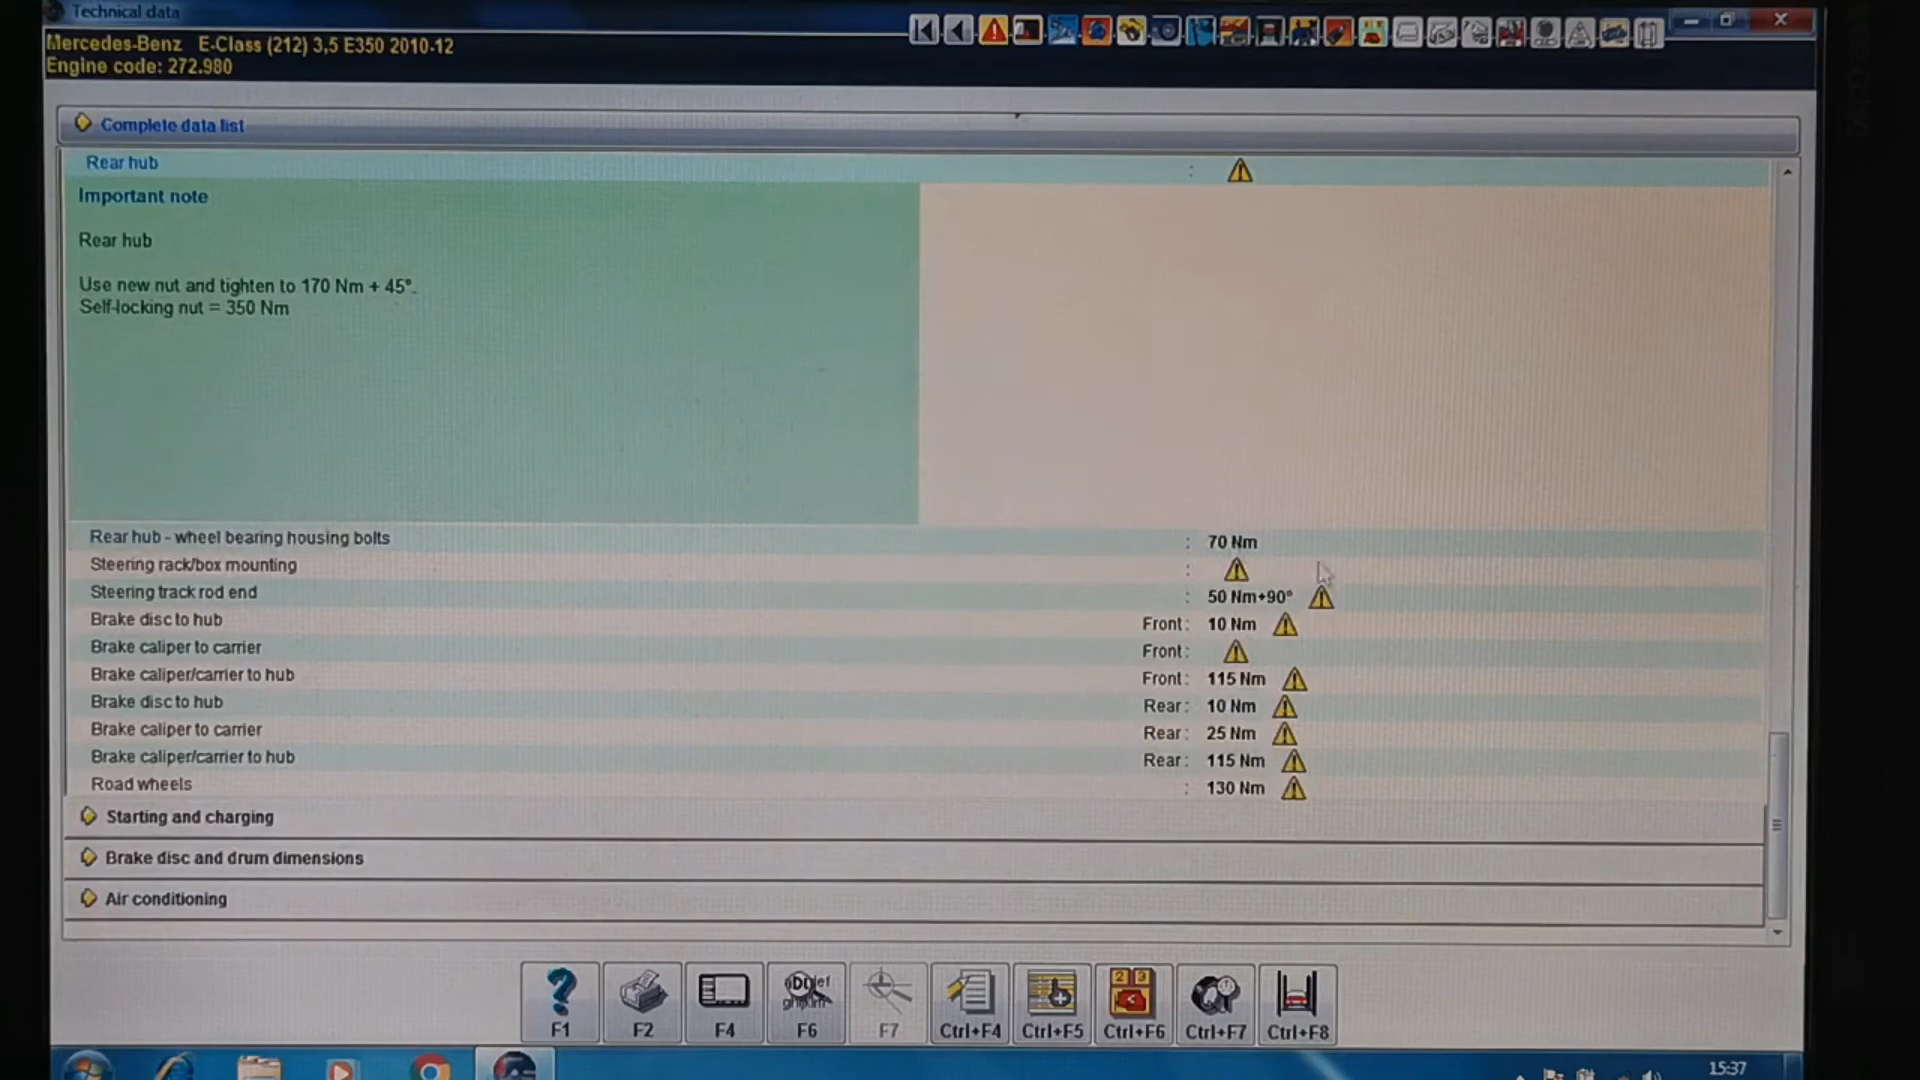 Technical data
Mercedes-Benz E-Class (212) 3,5 E350 2010-12
Engine code: 272.980
Complete data list
Rear hub :
Important note
Rear hub
Use new nut and tighten to 170 Nm + 45°.
Self-locking nut = 350 Nm
Rear hub - wheel bearing housing bolts : 70 Nm
Steering rack/box mounting :
Steering track rod end : 50 Nm+90°
Brake disc to hub Front: 10 Nm
Brake caliper to carrier Front:
Brake caliper/carrier to hub Front: 115 Nm
Brake disc to hub Rear: 10 Nm
Brake caliper to carrier Rear: 25 Nm
Brake caliper/carrier to hub Rear: 115 Nm
Road wheels : 130 Nm
Starting and charging
Brake disc and drum dimensions
Air conditioning
F1 F2 F4 F6 F7 Ctrl+F4 Ctrl+F5 Ctrl+F6 Ctrl+F7 Ctrl+F8
15:37